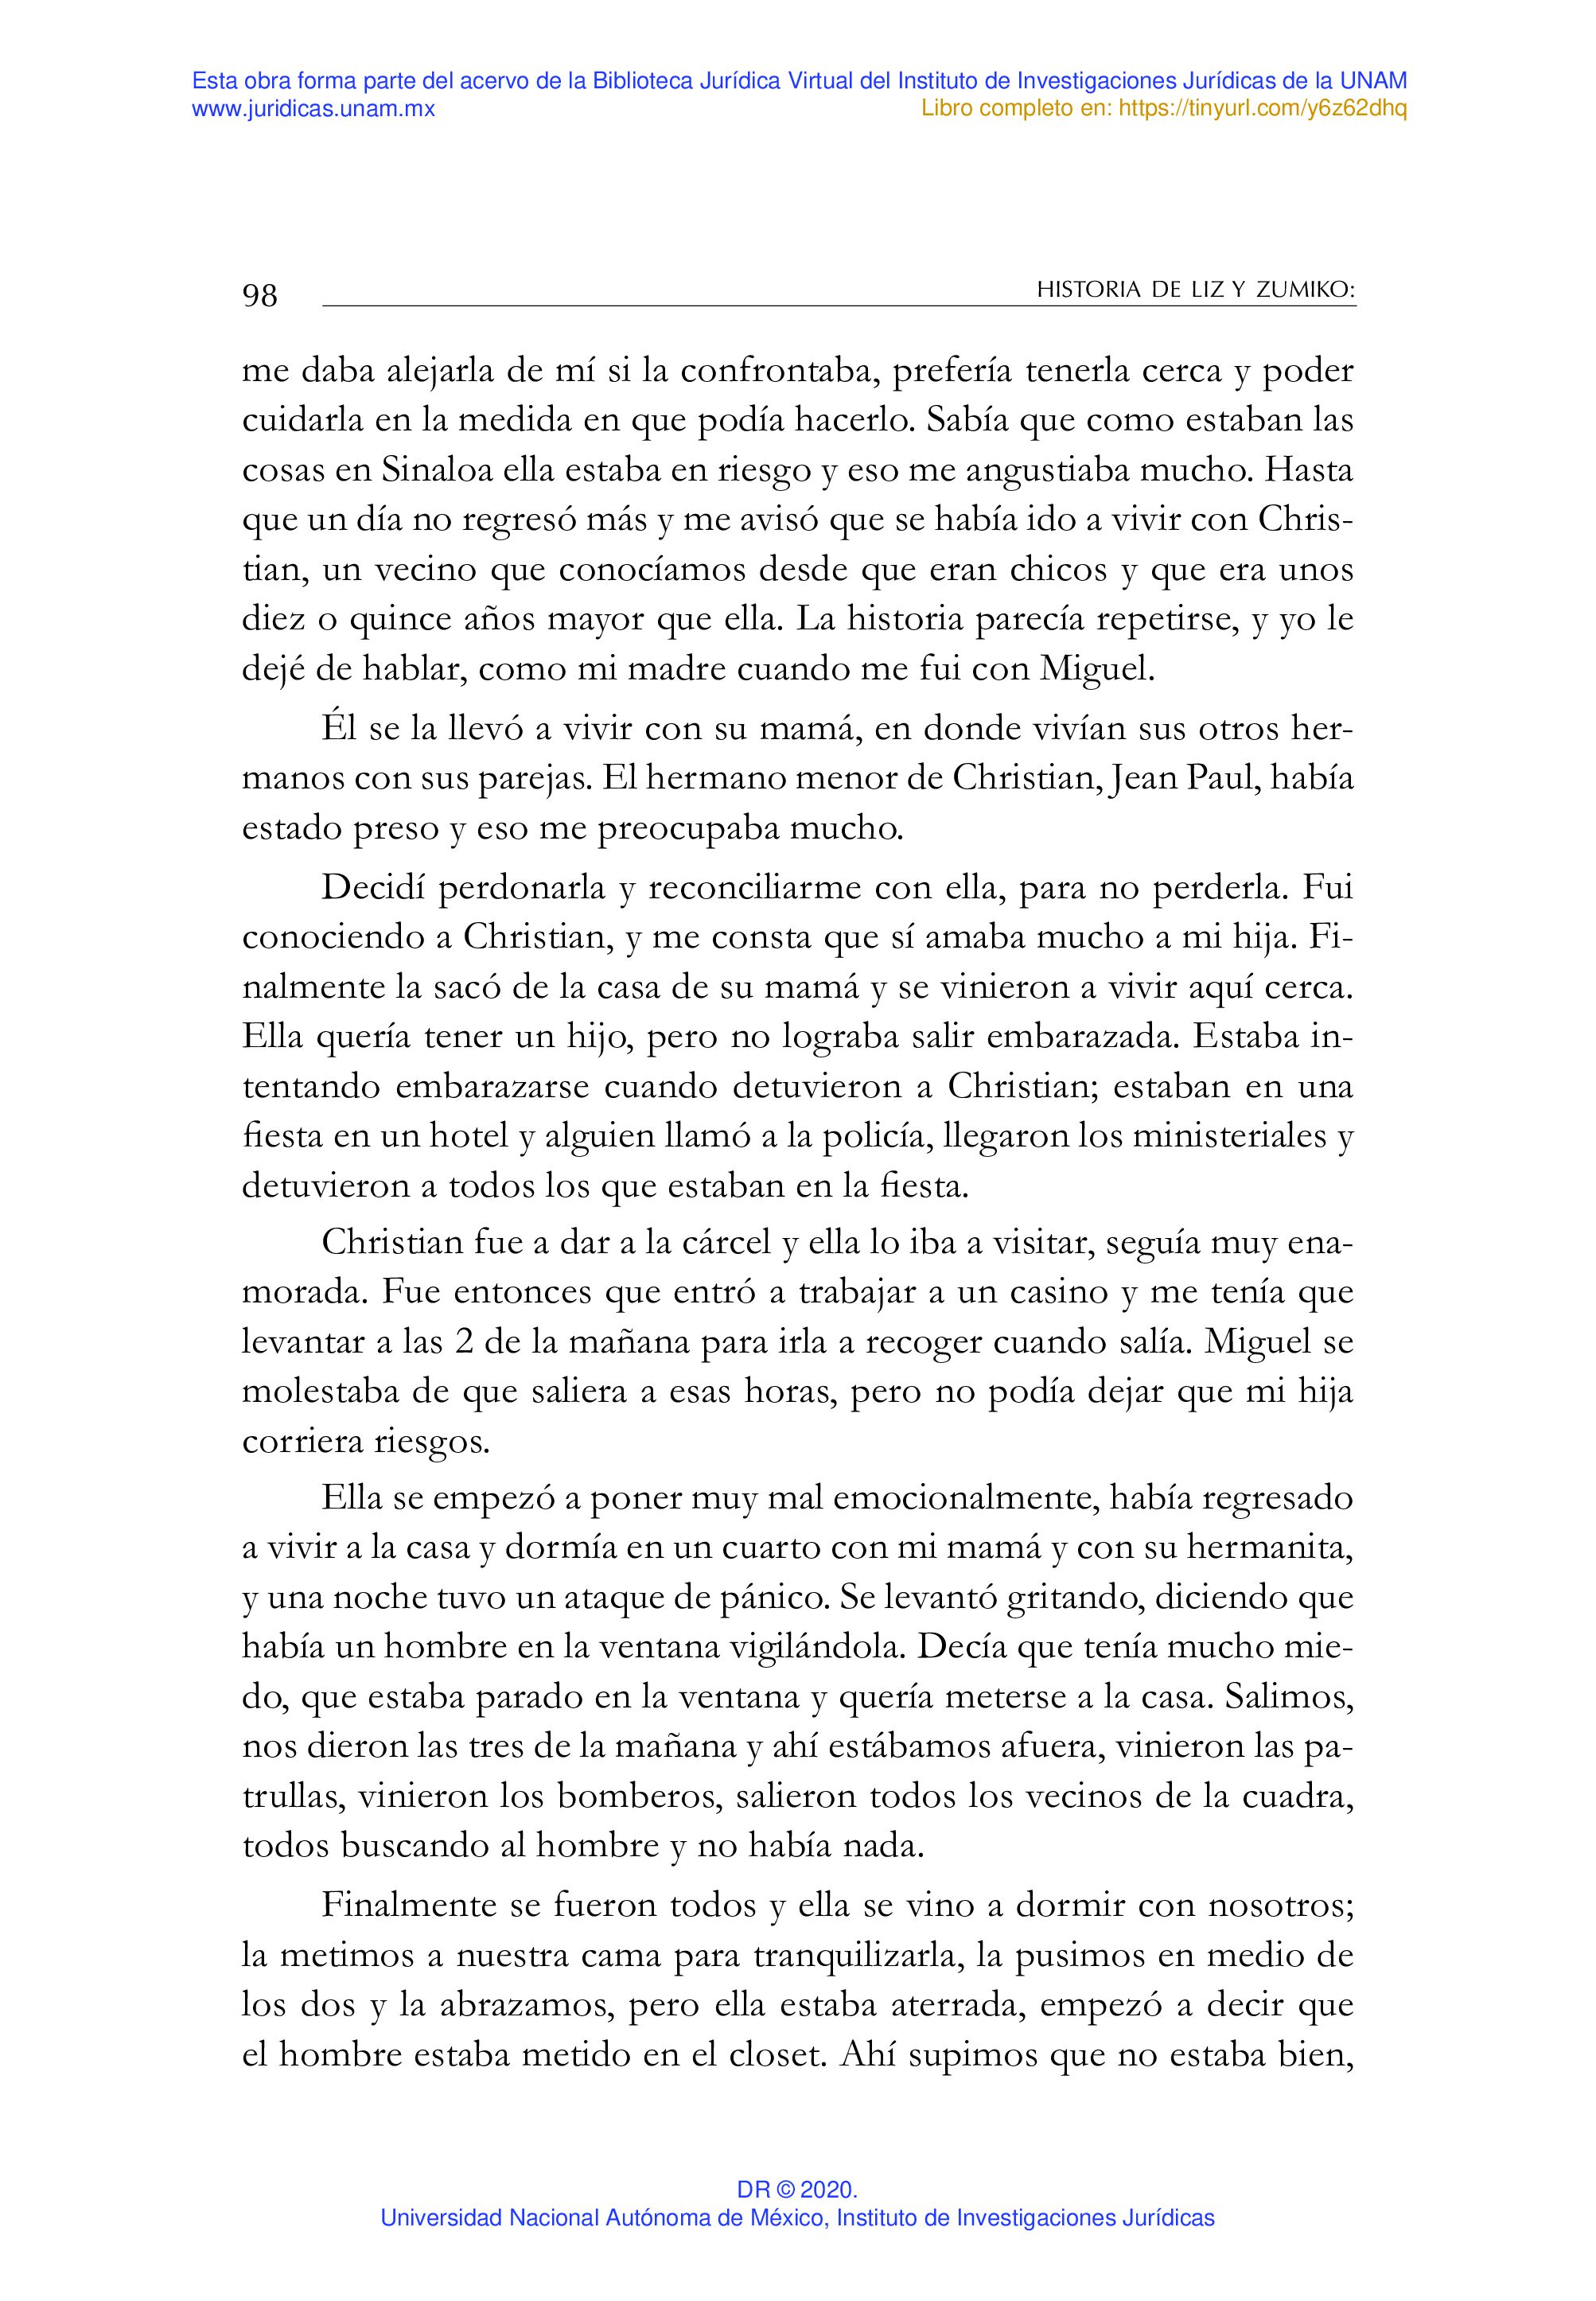 Esta obra forma parte del acervo de la Biblioteca Jurídica Virtual del Instituto de Investigaciones Jurídicas de la UNAM
www.juridicas.unam.mx
Libro completo en: https://tinyurl.com/y6z62dhq
98
HISTORIA DE LIZ Y ZUMIKO:
me daba alejarla de mí si la confrontaba, prefería tenerla cerca y poder
cuidarla en la medida en que podía hacerlo. Sabía que como estaban las
cosas en Sinaloa ella estaba en riesgo y eso me angustiaba mucho. Hasta
que un día no regresó más y me avisó que se había ido a vivir con Chris-
tian, un vecino que conocíamos desde que eran chicos y que era unos
diez o quince años mayor que ella. La historia parecía repetirse, y yo le
dejé de hablar, como mi madre cuando me fui con Miguel.
Él se la llevó a vivir con su mamá, en donde vivían sus otros her-
manos con sus parejas. El hermano menor de Christian, Jean Paul, había
estado preso y eso me preocupaba mucho.
Decidí perdonarla y reconciliarme con ella, para no perderla. Fui
conociendo a Christian, y me consta que sí amaba mucho a mi hija. Fi-
nalmente la sacó de la casa de su mamá y se vinieron a vivir aquí cerca.
Ella quería tener un hijo, pero no lograba salir embarazada. Estaba in-
tentando embarazarse cuando detuvieron a Christian; estaban en una
fiesta en un hotel y alguien llamó a la policía, llegaron los ministeriales y
detuvieron a todos los que estaban en la fiesta.
Christian fue a dar a la cárcel y ella lo iba a visitar, seguía muy ena-
morada. Fue entonces que entró a trabajar a un casino y me tenía que
levantar a las 2 de la mañana para irla a recoger cuando salía. Miguel se
molestaba de que saliera a esas horas, pero no podía dejar que mi hija
corriera riesgos.
Ella se empezó a poner muy mal emocionalmente, había regresado
a vivir a la casa y dormía en un cuarto con mi mamá y con su hermanita,
y una noche tuvo un ataque de pánico. Se levantó gritando, diciendo que
había un hombre en la ventana vigilándola. Decía que tenía mucho mie-
do, que estaba parado en la ventana y quería meterse a la casa. Salimos,
nos dieron las tres de la mañana y ahí estábamos afuera, vinieron las pa-
trullas, vinieron los bomberos, salieron todos los vecinos de la cuadra,
todos buscando al hombre y no había nada.
Finalmente se fueron todos y ella se vino a dormir con nosotros;
la metimos a nuestra cama para tranquilizarla, la pusimos en medio de
los dos y la abrazamos, pero ella estaba aterrada, empezó a decir que
el hombre estaba metido en el closet. Ahí supimos que no estaba bien,
DR © 2020.
Universidad Nacional Autónoma de México, Instituto de Investigaciones Jurídicas